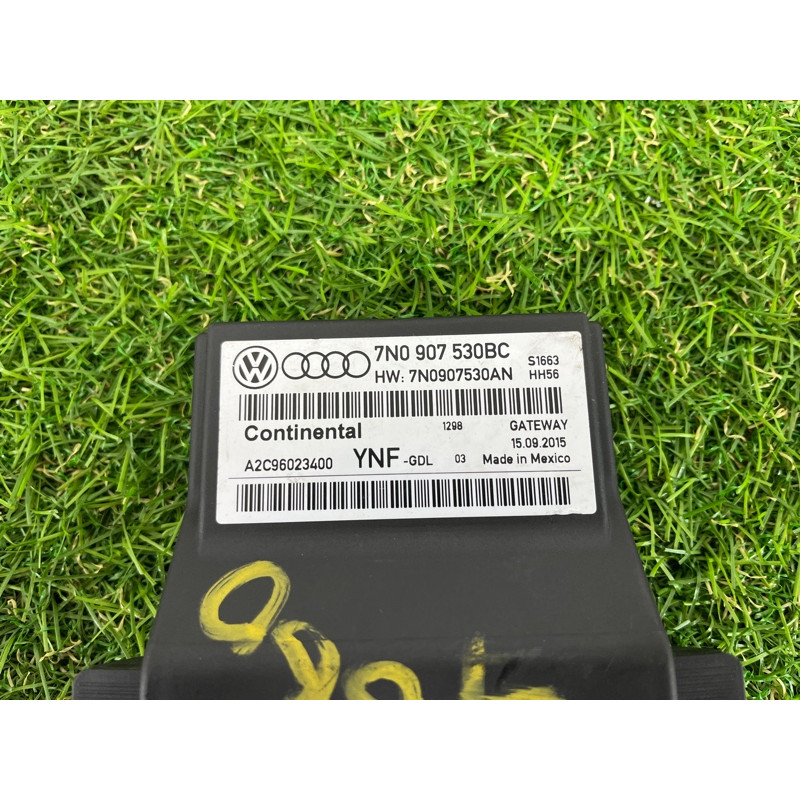 7N0 907 530BC
HW: 7N0907530AN
S1663
HH56
Continental
1298
GATEWAY
15.09.2015
A2C96023400 YNF-GDL 03 Made in Mexico